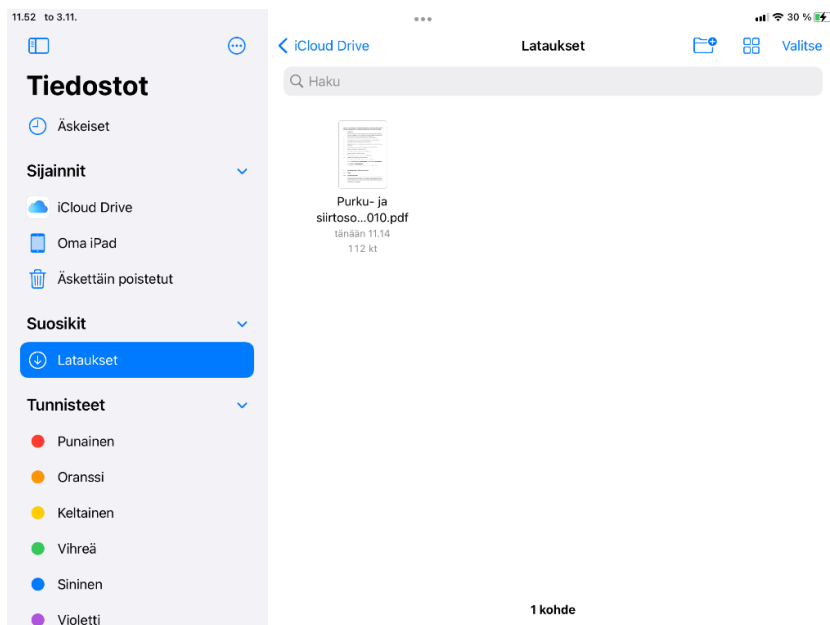 11.52 to 3.11.
30 %
Tiedostot
Äskeiset
Sijainnit
iCloud Drive
Oma iPad
Äskettäin poistetut
Suosikit
Lataukset
Tunnisteet
Punainen
Oranssi
Keltainen
Vihreä
Sininen
Violetti
iCloud Drive
Lataukset
Valitse
Haku
Purku- ja
siirtoso...010.pdf
tänään 11.14
112 kt
1 kohde